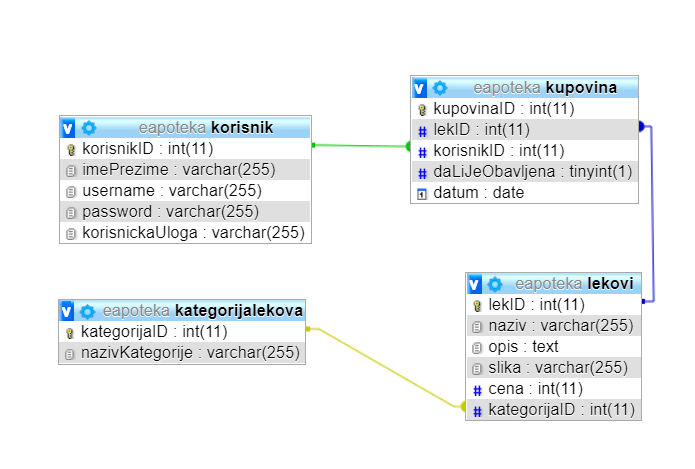 eapoteka korisnik
korisnikID : int(11)
imePrezime : varchar(255)
username : varchar(255)
password : varchar(255)
korisnickaUloga : varchar(255)
eapoteka kupovina
kupovinaID : int(11)
lekID : int(11)
korisnikID : int(11)
daLiJeObavljena : tinyint(1)
datum : date
eapoteka kategorijalekova
kategorijaID : int(11)
nazivKategorije : varchar(255)
eapoteka lekovi
lekID : int(11)
naziv : varchar(255)
opis : text
slika : varchar(255)
cena : int(11)
kategorijaID : int(11)